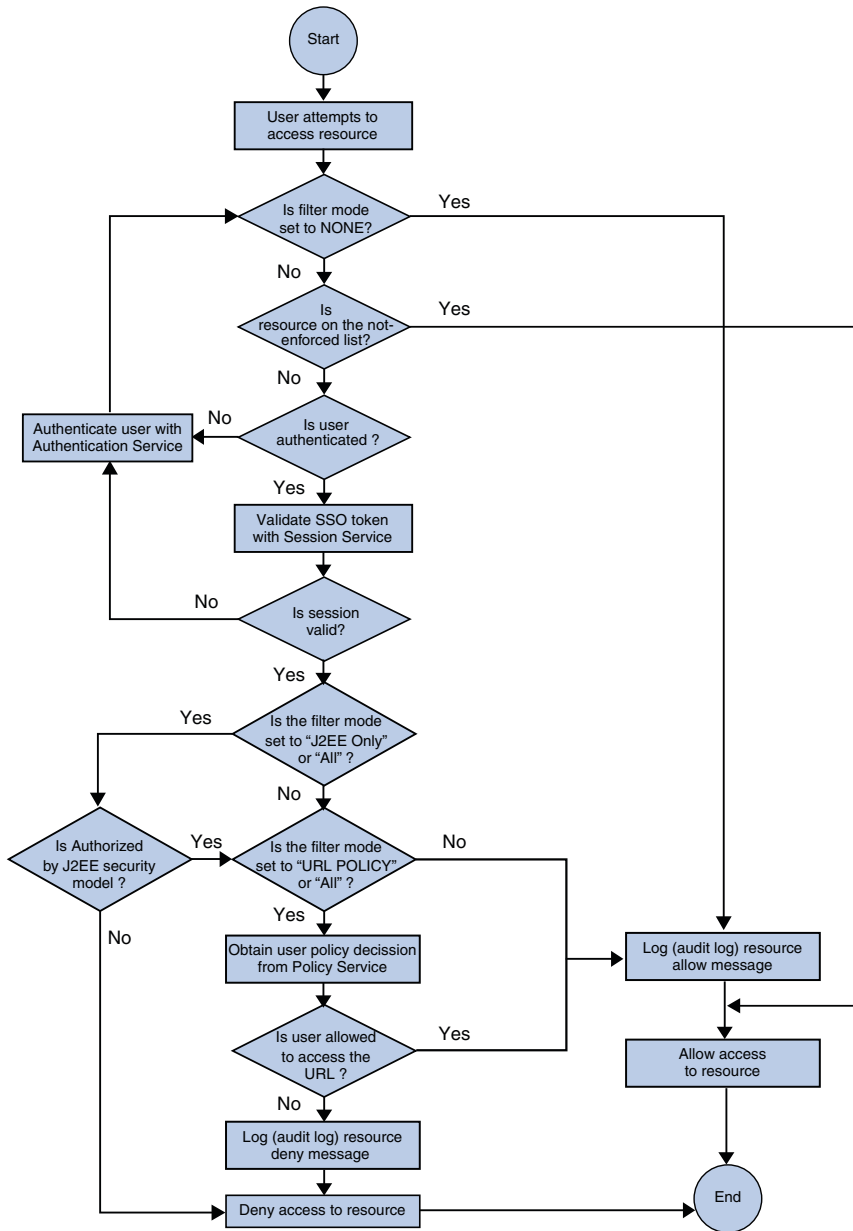 Start
User attempts to
access resource
Is filter mode
set to NONE?
Yes
No
Is
resource on the not-
enforced list?
Yes
No
Authenticate user with
Authentication Service
No
Is user
authenticated ?
Yes
Validate SSO token
with Session Service
No
Is session
valid?
Yes
Yes
Is the filter mode
set to “J2EE Only”
or “All” ?
No
Is Authorized
by J2EE security
model ?
Yes
Is the filter mode
set to “URL POLICY”
or “All” ?
No
Yes
No
Obtain user policy decission
from Policy Service
Log (audit log) resource
allow message
Is user allowed
to access the
URL ?
Yes
Allow access
to resource
No
Log (audit log) resource
deny message
Deny access to resource
End